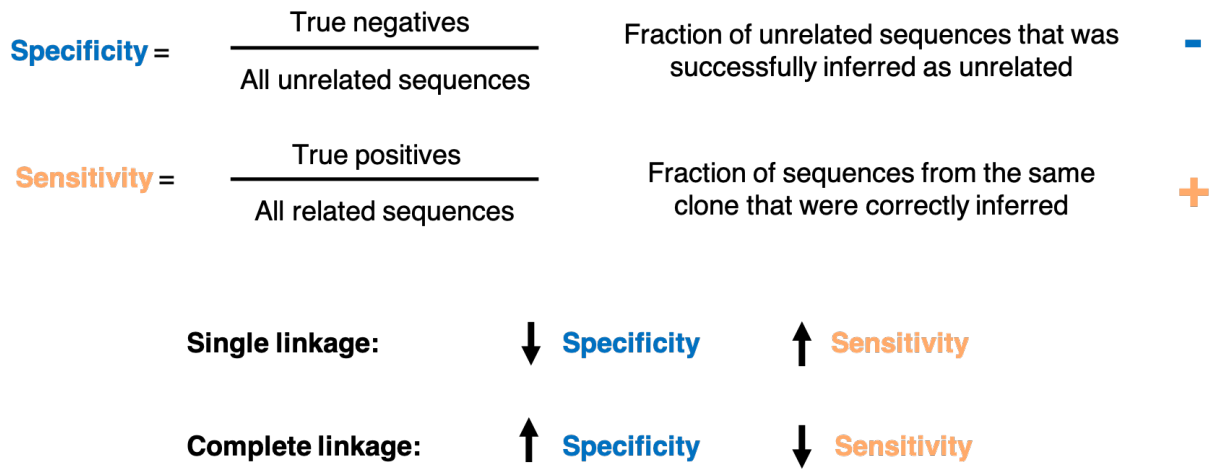 True negatives
Specificity =
All unrelated sequences
Fraction of unrelated sequences that was
successfully inferred as unrelated
-
True positives
Sensitivity =
All related sequences
Fraction of sequences from the same
clone that were correctly inferred
+
Single linkage: ↓ Specificity ↑ Sensitivity
Complete linkage: ↑ Specificity ↓ Sensitivity